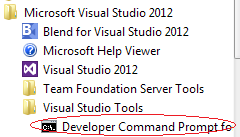 Microsoft Visual Studio 2012
Blend for Visual Studio 2012
Microsoft Help Viewer
Visual Studio 2012
Team Foundation Server Tools
Visual Studio Tools
Developer Command Prompt fo